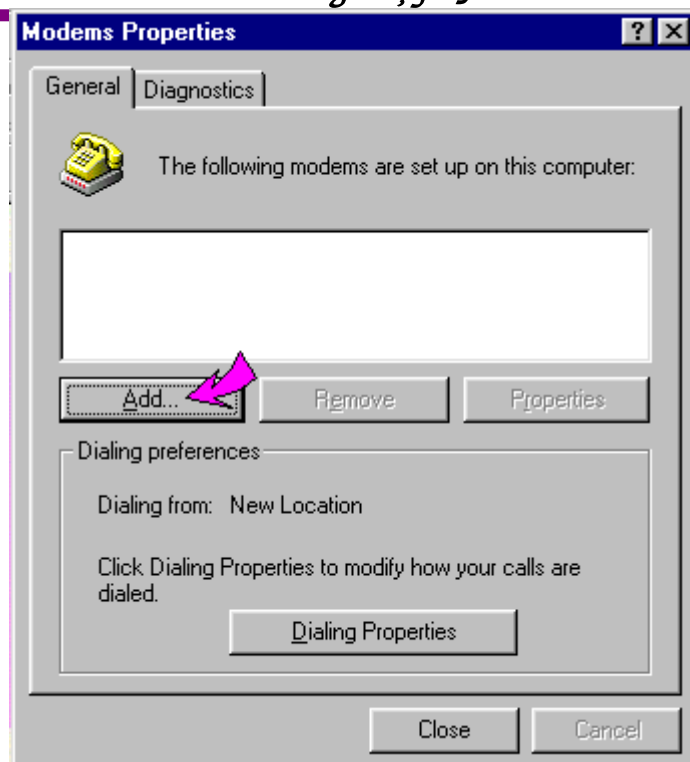 Modems Properties
General Diagnostics
The following modems are set up on this computer:
Add... Remove Properties
Dialing preferences
Dialing from: New Location
Click Dialing Properties to modify how your calls are
dialed.
Dialing Properties
Close Cancel